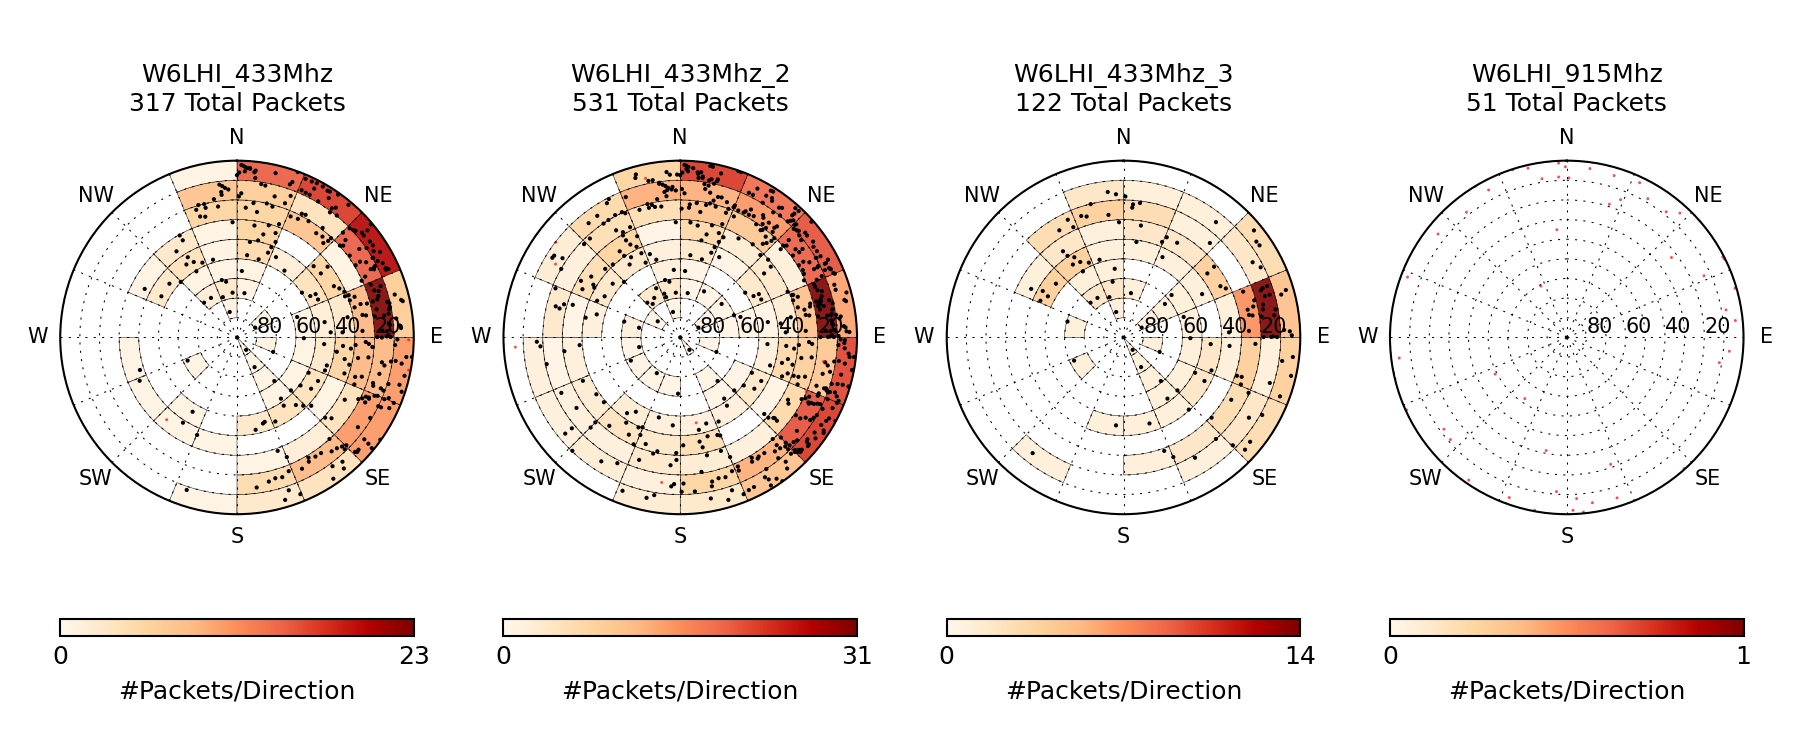 W6LHI_433Mhz
317 Total Packets
N
NW
NE
W
80 60 40 20
E
SW
SE
S
0
23
#Packets/Direction
W6LHI_433Mhz_2
531 Total Packets
N
NW
NE
W
80 60 40 20
E
SW
SE
S
0
31
#Packets/Direction
W6LHI_433Mhz_3
122 Total Packets
N
NW
NE
W
80 60 40 20
E
SW
SE
S
0
14
#Packets/Direction
W6LHI_915Mhz
51 Total Packets
N
NW
NE
W
80 60 40 20
E
SW
SE
S
0
1
#Packets/Direction